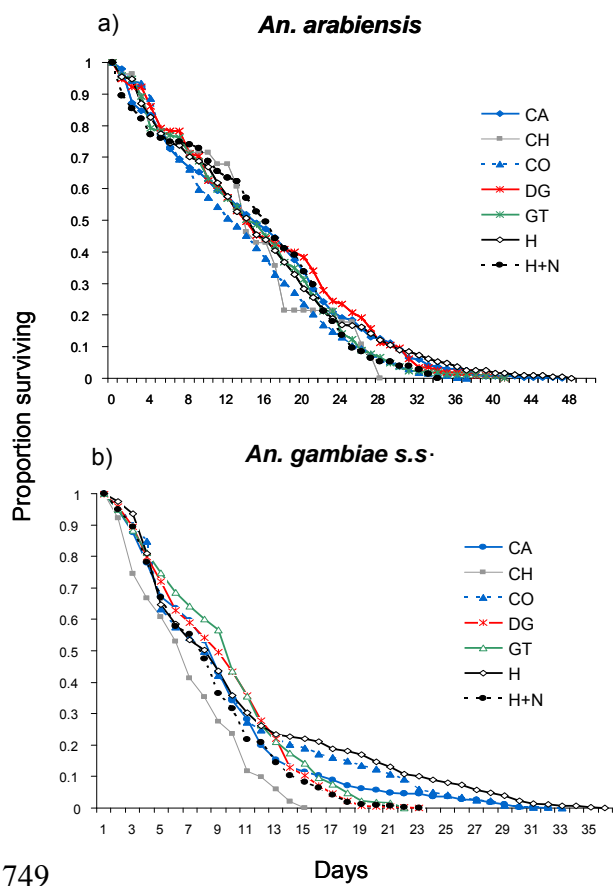 a)
An. arabiensis
1
0.9
0.8
0.7
0.6
0.5
0.4
0.3
0.2
0.1
0
0 4 8 12 16 20 24 28 32 36 40 44 48
CA
CH
CO
DG
GT
H
H+N
Proportion surviving
b)
An. gambiae s.s.
1
0.9
0.8
0.7
0.6
0.5
0.4
0.3
0.2
0.1
0
1 3 5 7 9 11 13 15 17 19 21 23 25 27 29 31 33 35
CA
CH
CO
DG
GT
H
H+N
749
Days